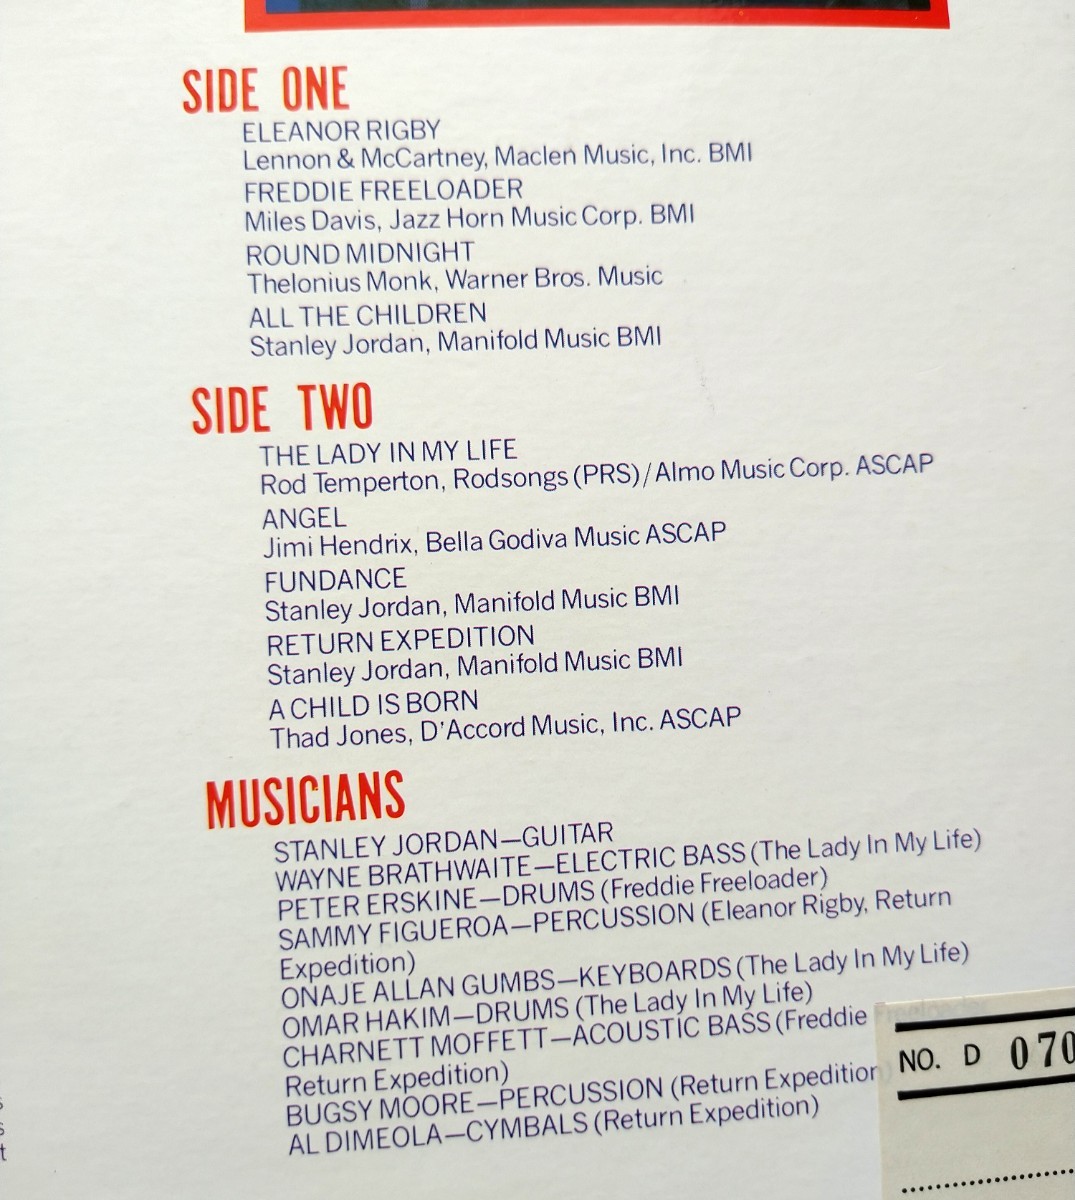 SIDE ONE
ELEANOR RIGBY
Lennon & McCartney, Maclen Music, Inc. BMI
FREDDIE FREELOADER
Miles Davis, Jazz Horn Music Corp. BMI
ROUND MIDNIGHT
Thelonius Monk, Warner Bros. Music
ALL THE CHILDREN
Stanley Jordan, Manifold Music BMI
SIDE TWO
THE LADY IN MY LIFE
Rod Temperton, Rodsongs (PRS)/Almo Music Corp. ASCAP
ANGEL
Jimi Hendrix, Bella Godiva Music ASCAP
FUNDANCE
Stanley Jordan, Manifold Music BMI
RETURN EXPEDITION
Stanley Jordan, Manifold Music BMI
A CHILD IS BORN
Thad Jones, D'Accord Music, Inc. ASCAP
MUSICIANS
STANLEY JORDAN—GUITAR
WAYNE BRATHWAITE—ELECTRIC BASS (The Lady In My Life)
PETER ERSKINE—DRUMS (Freddie Freeloader)
SAMMY FIGUEROA—PERCUSSION (Eleanor Rigby, Return
Expedition)
ONAJE ALLAN GUMBS—KEYBOARDS (The Lady In My Life)
OMAR HAKIM—DRUMS (The Lady In My Life)
CHARNETT MOFFETT—ACOUSTIC BASS (Freddie Freeloader
Return Expedition)
BUGSY MOORE—PERCUSSION (Return Expedition)
AL DIMEOLA—CYMBALS (Return Expedition)
NO. D 070